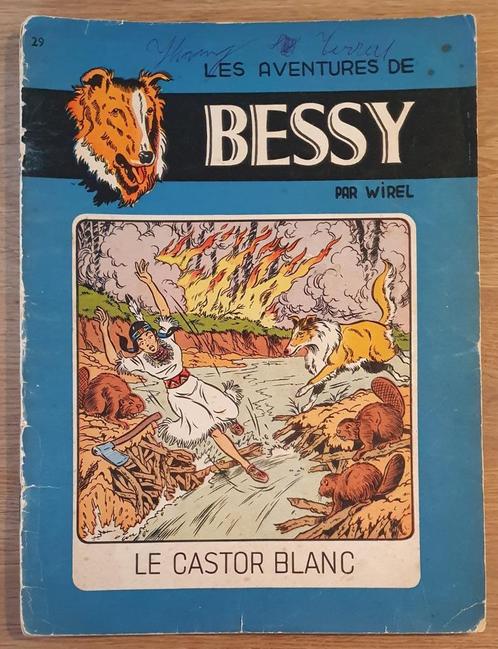 29
LES AVENTURES DE
BESSY
PAR WIREL
LE CASTOR BLANC